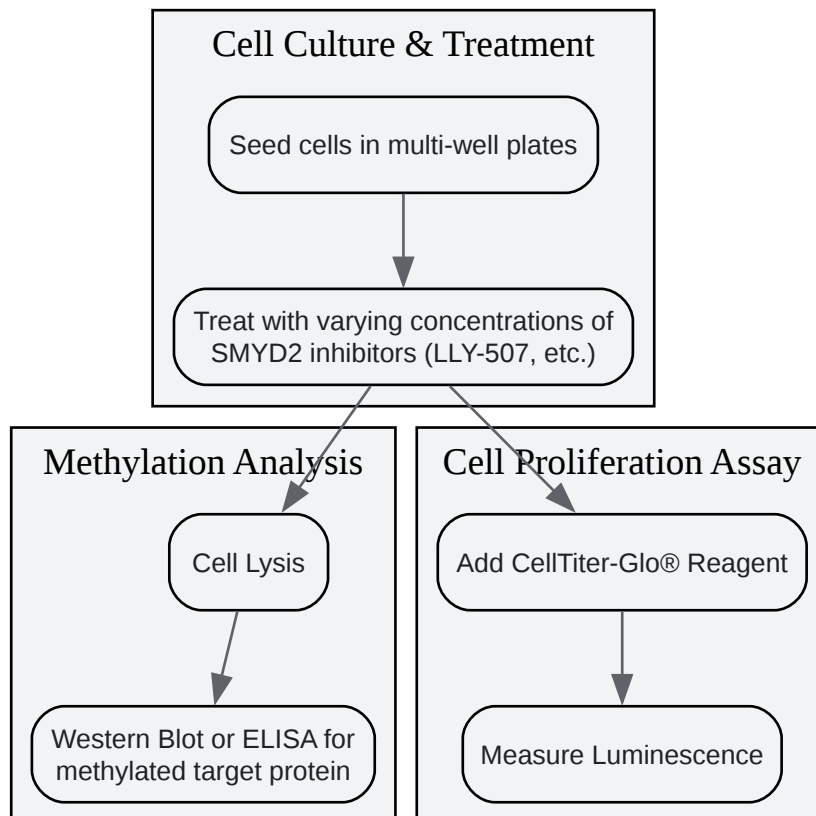 Cell Culture & Treatment
Seed cells in multi-well plates
Treat with varying concentrations of
SMYD2 inhibitors (LLY-507, etc.)
Methylation Analysis
Cell Lysis
Western Blot or ELISA for
methylated target protein
Cell Proliferation Assay
Add CellTiter-Glo® Reagent
Measure Luminescence